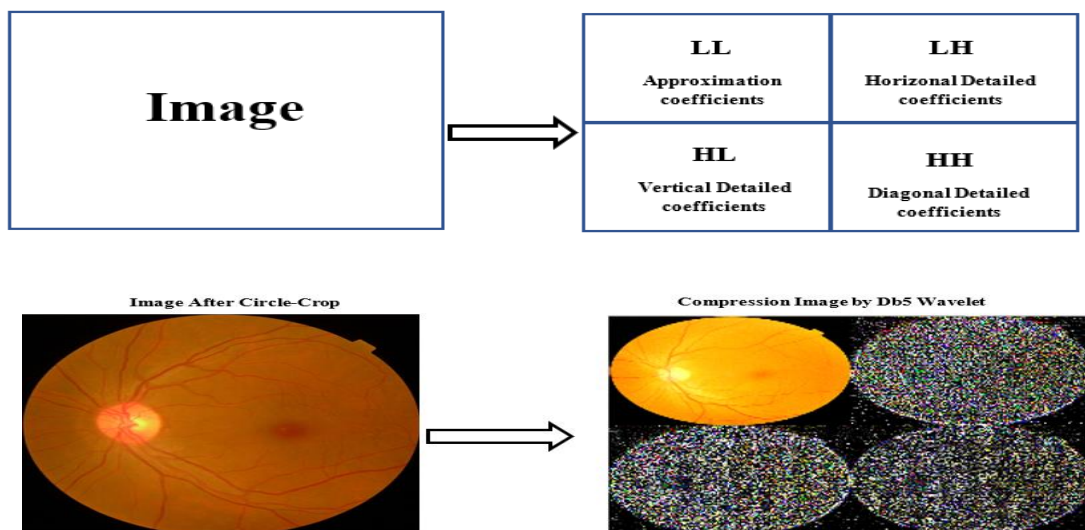 Image
LL
Approximation
coefficients
LH
Horizonal Detailed
coefficients
HL
Vertical Detailed
coefficients
HH
Diagonal Detailed
coefficients
Image After Circle-Crop
Compression Image by Db5 Wavelet